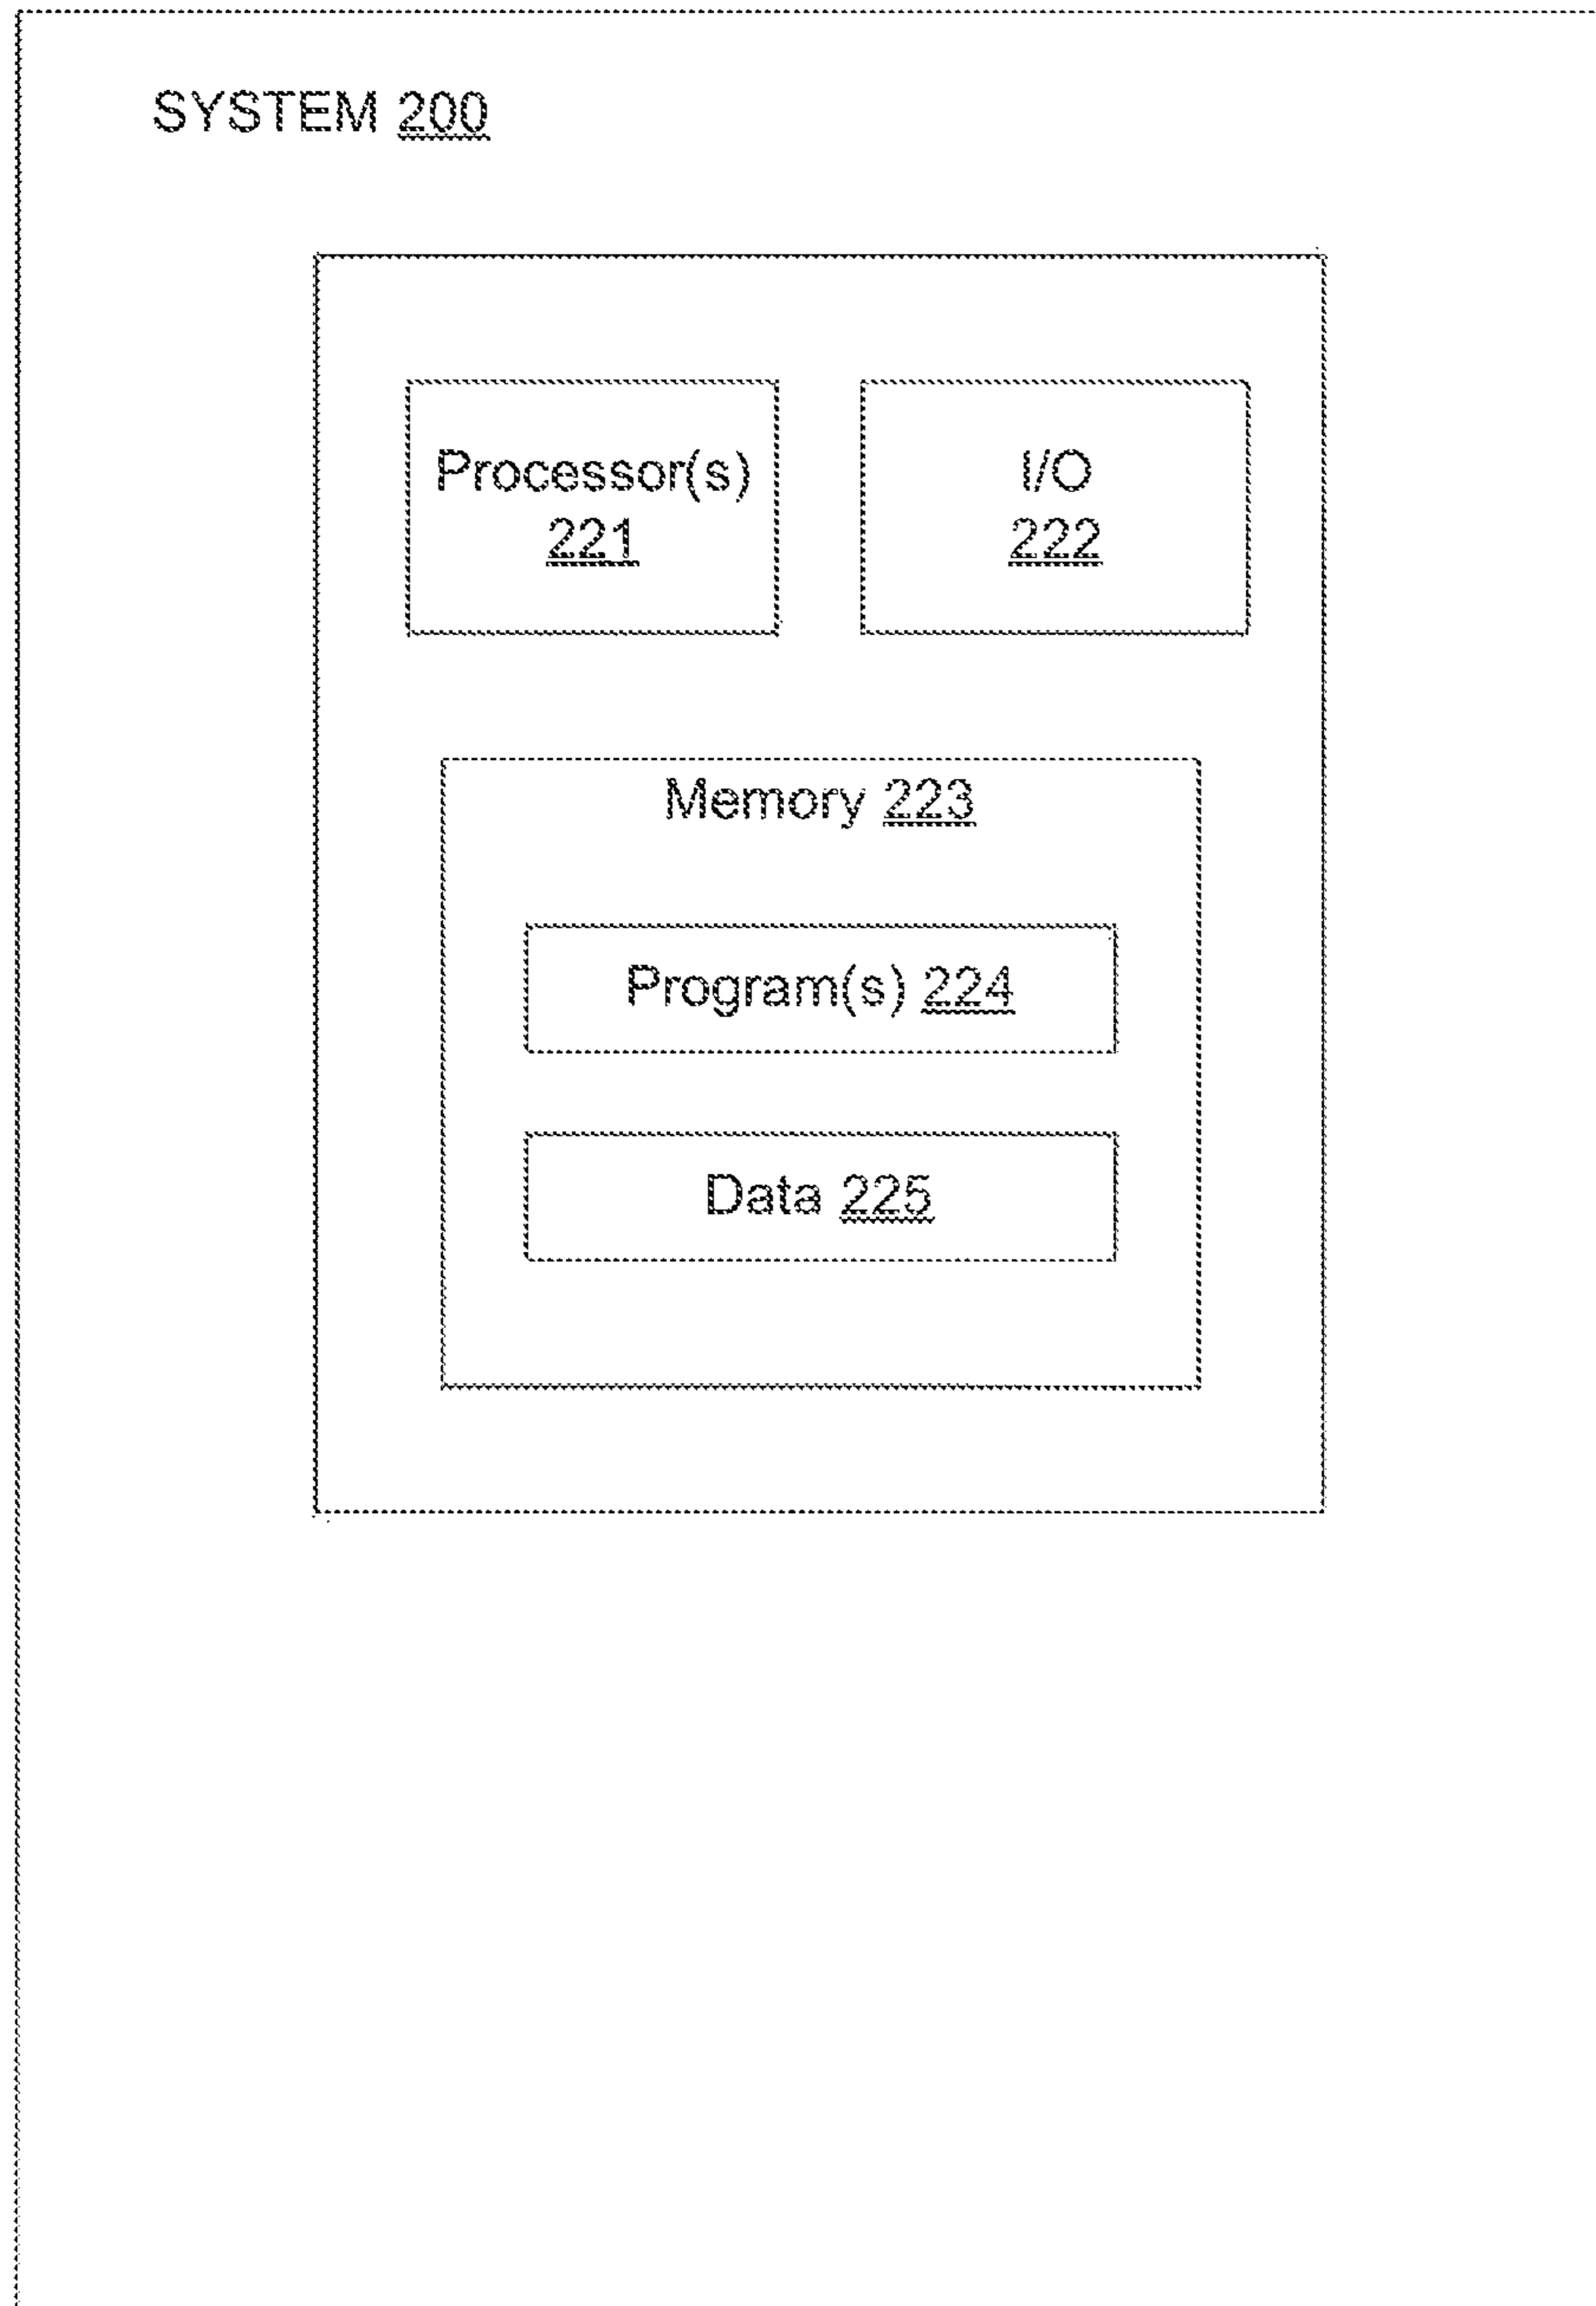 SYSTEM 200
Processor(s)
221
I/O
222
Memory 223
Program(s) 224
Data 225